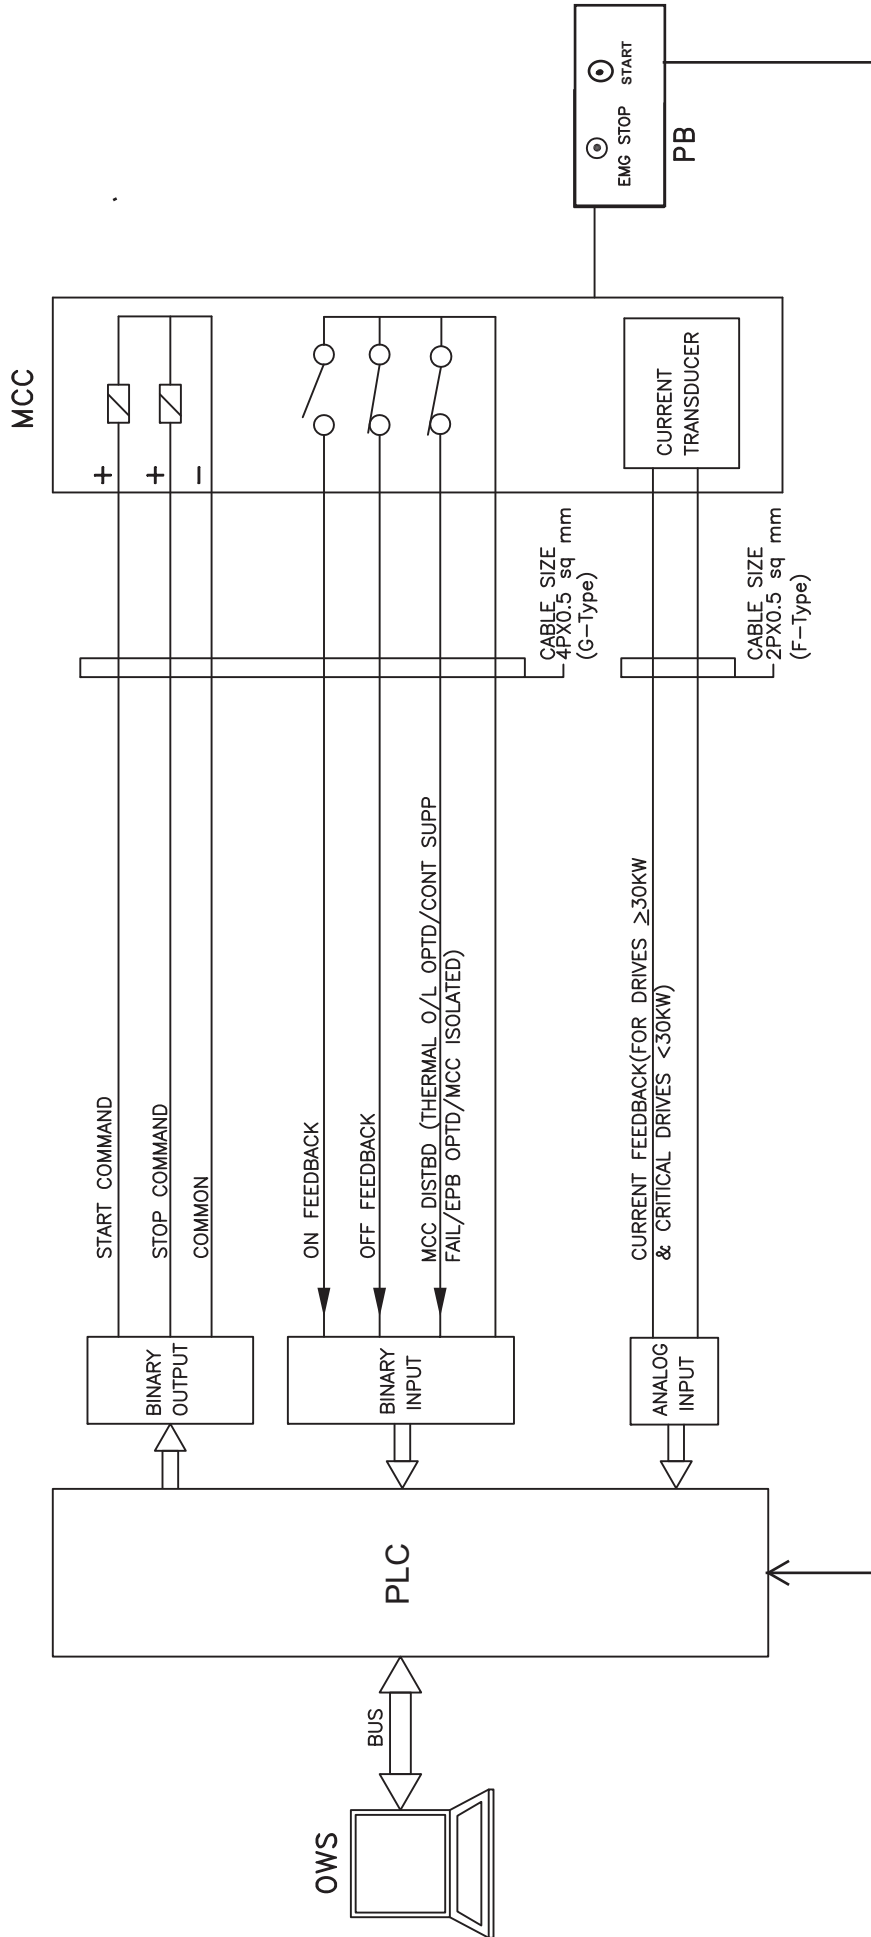 OWS
BUS
PLC
BINARY
OUTPUT
BINARY
INPUT
ANALOG
INPUT
START COMMAND
STOP COMMAND
COMMON
ON FEEDBACK
OFF FEEDBACK
MCC DISTBD (THERMAL O/L OPTD/CONT SUPP
FAIL/EPB OPTD/MCC ISOLATED)
CURRENT FEEDBACK(FOR DRIVES ≥30KW
& CRITICAL DRIVES <30KW)
CABLE SIZE
4PX0.5 sq mm
(G-Type)
CABLE SIZE
2PX0.5 sq mm
(F-Type)
MCC
+
+
-
CURRENT
TRANSDUCER
EMG STOP START
PB